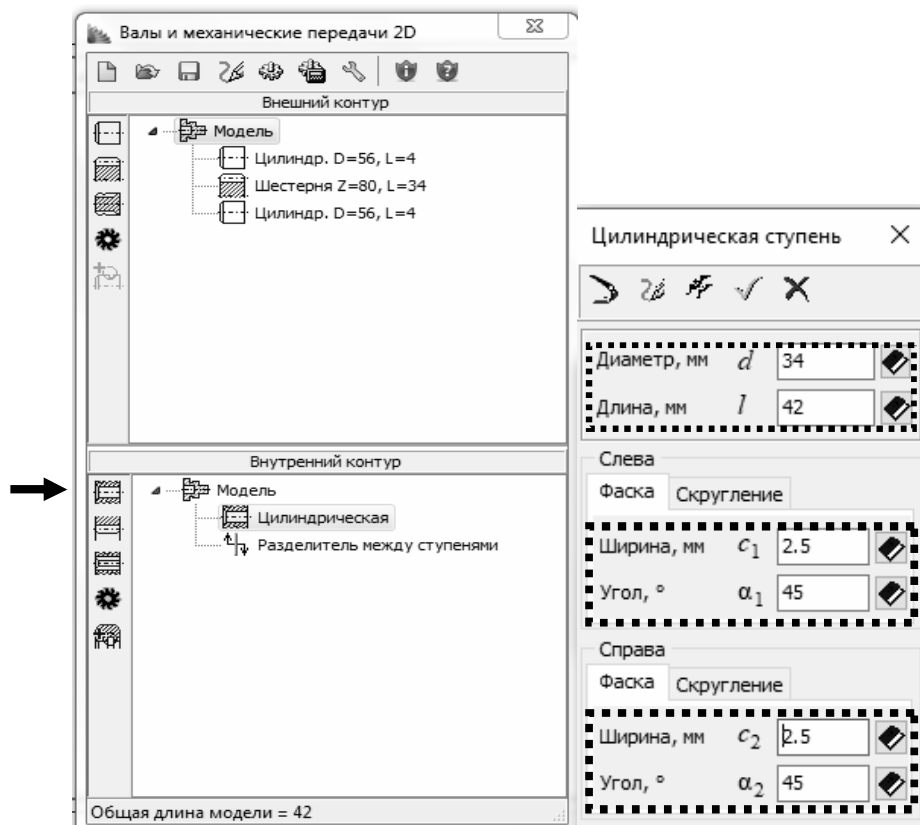 Валы и механические передачи 2D
Внешний контур
Модель
Цилиндр. D=56, L=4
Шестерня Z=80, L=34
Цилиндр. D=56, L=4
Внутренний контур
Модель
Цилиндрическая
Разделитель между ступенями
Общая длина модели = 42
Цилиндрическая ступень
Диаметр, мм d 34
Длина, мм l 42
Слева
Фаска Скругление
Ширина, мм c1 2.5
Угол, ° α1 45
Справа
Фаска Скругление
Ширина, мм c2 2.5
Угол, ° α2 45